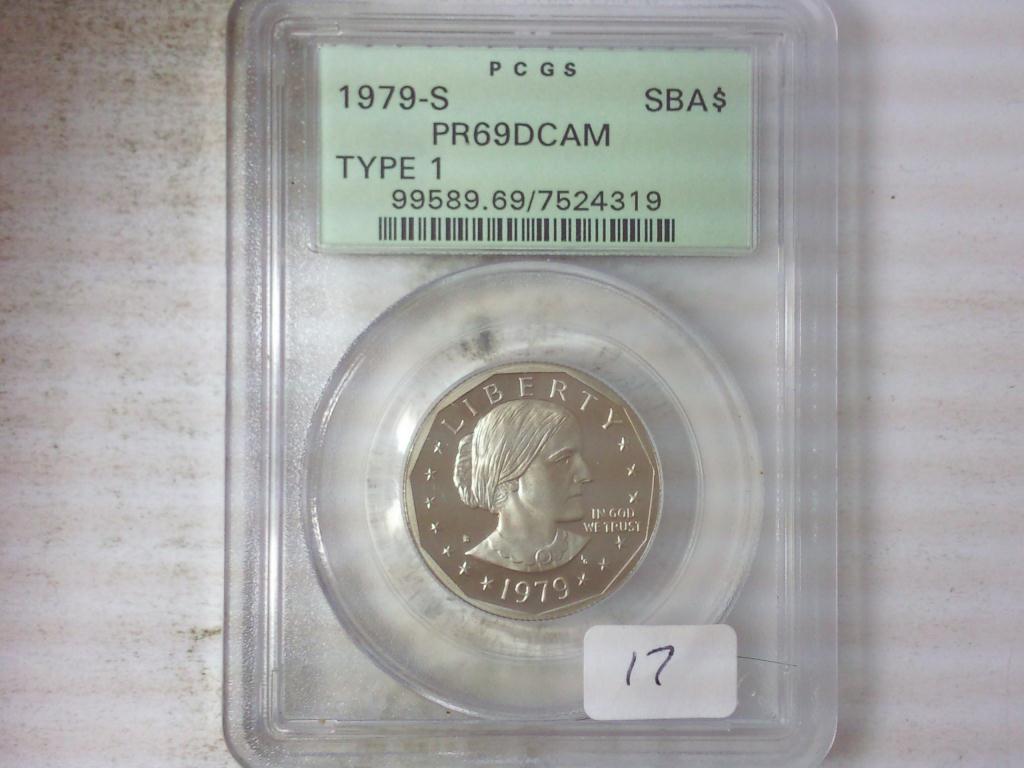 PCGS
1979-S SBA$
PR69DCAM
TYPE 1
99589.69/7524319
LIBERTY
IN GOD
WE TRUST
1979
17